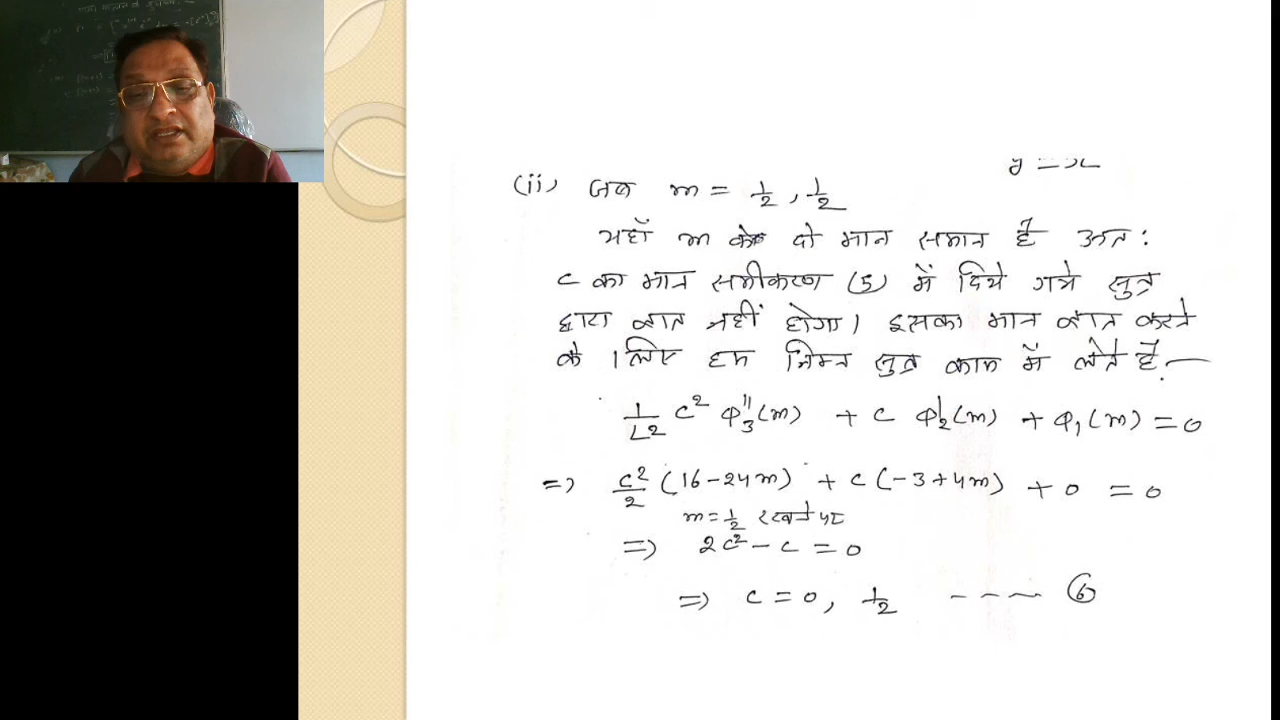 y = x
(ii) जब m = 1/2, 1/2
यहाँ m के दो मान समान हैं अत:
c का मान समीकरण (5) में दिये गये सुत्र
द्वारा ज्ञात नहीं होगा। इसका मान ज्ञात करने
के लिए हम निम्न सुत्र काम में लेते हैं.—
1/∠2 c² φ₃''(m) + c φ₂'(m) + φ₁(m) = 0
=> c²/2 (16-24m) + c(-3+4m) + 0 = 0
m = 1/2 रखने पर
=> 2c² - c = 0
=> c = 0, 1/2 ---- ⑥